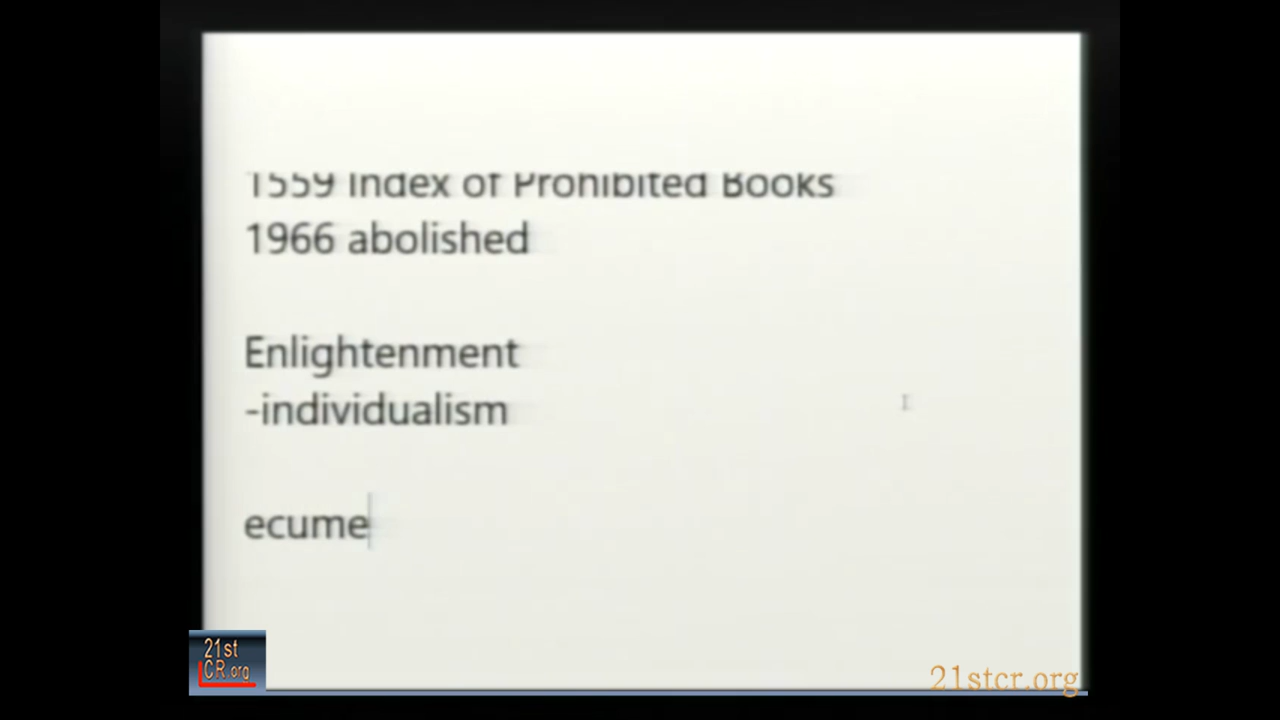 1559 Index of Prohibited Books
1966 abolished
Enlightenment
-individualism
ecume
21st
CR.org
21stcr.org